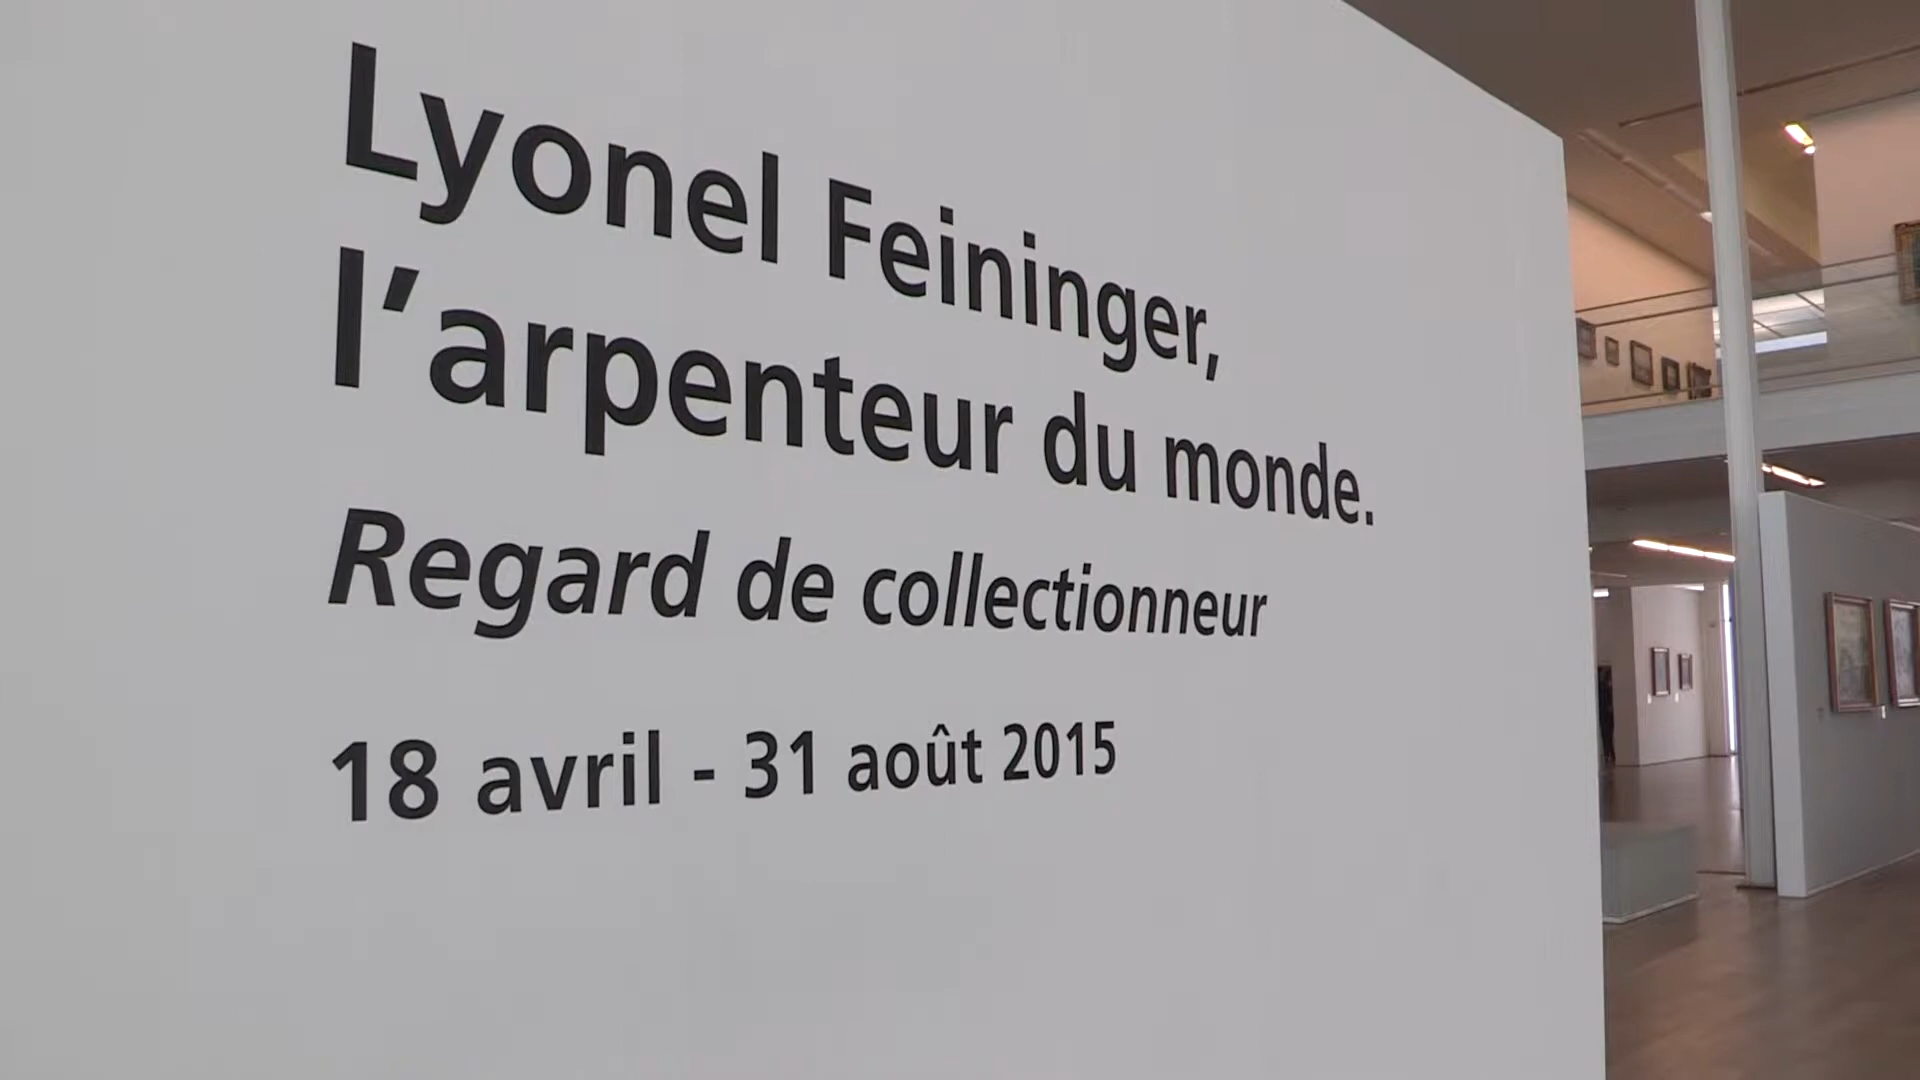 Lyonel Feininger,
l’arpenteur du monde.
Regard de collectionneur
18 avril - 31 août 2015